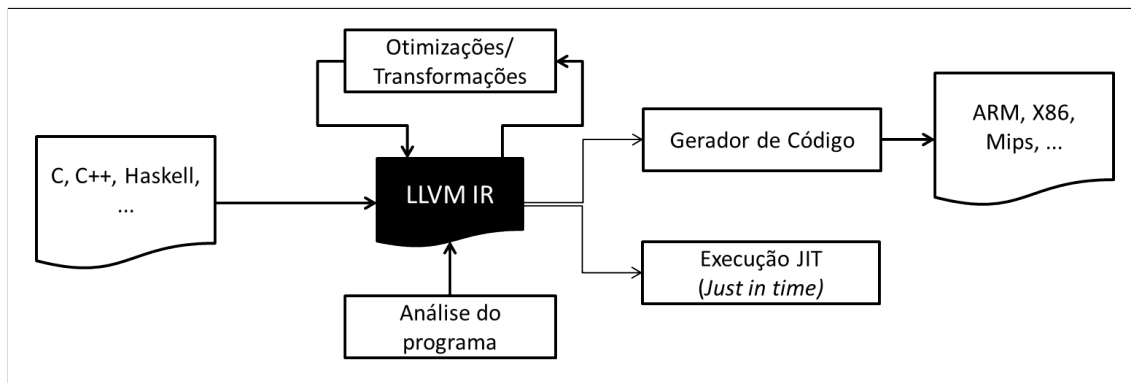 Otimizações/
Transformações
C, C++, Haskell,
...
LLVM IR
Gerador de Código
ARM, X86,
Mips, ...
Execução JIT
(Just in time)
Análise do
programa